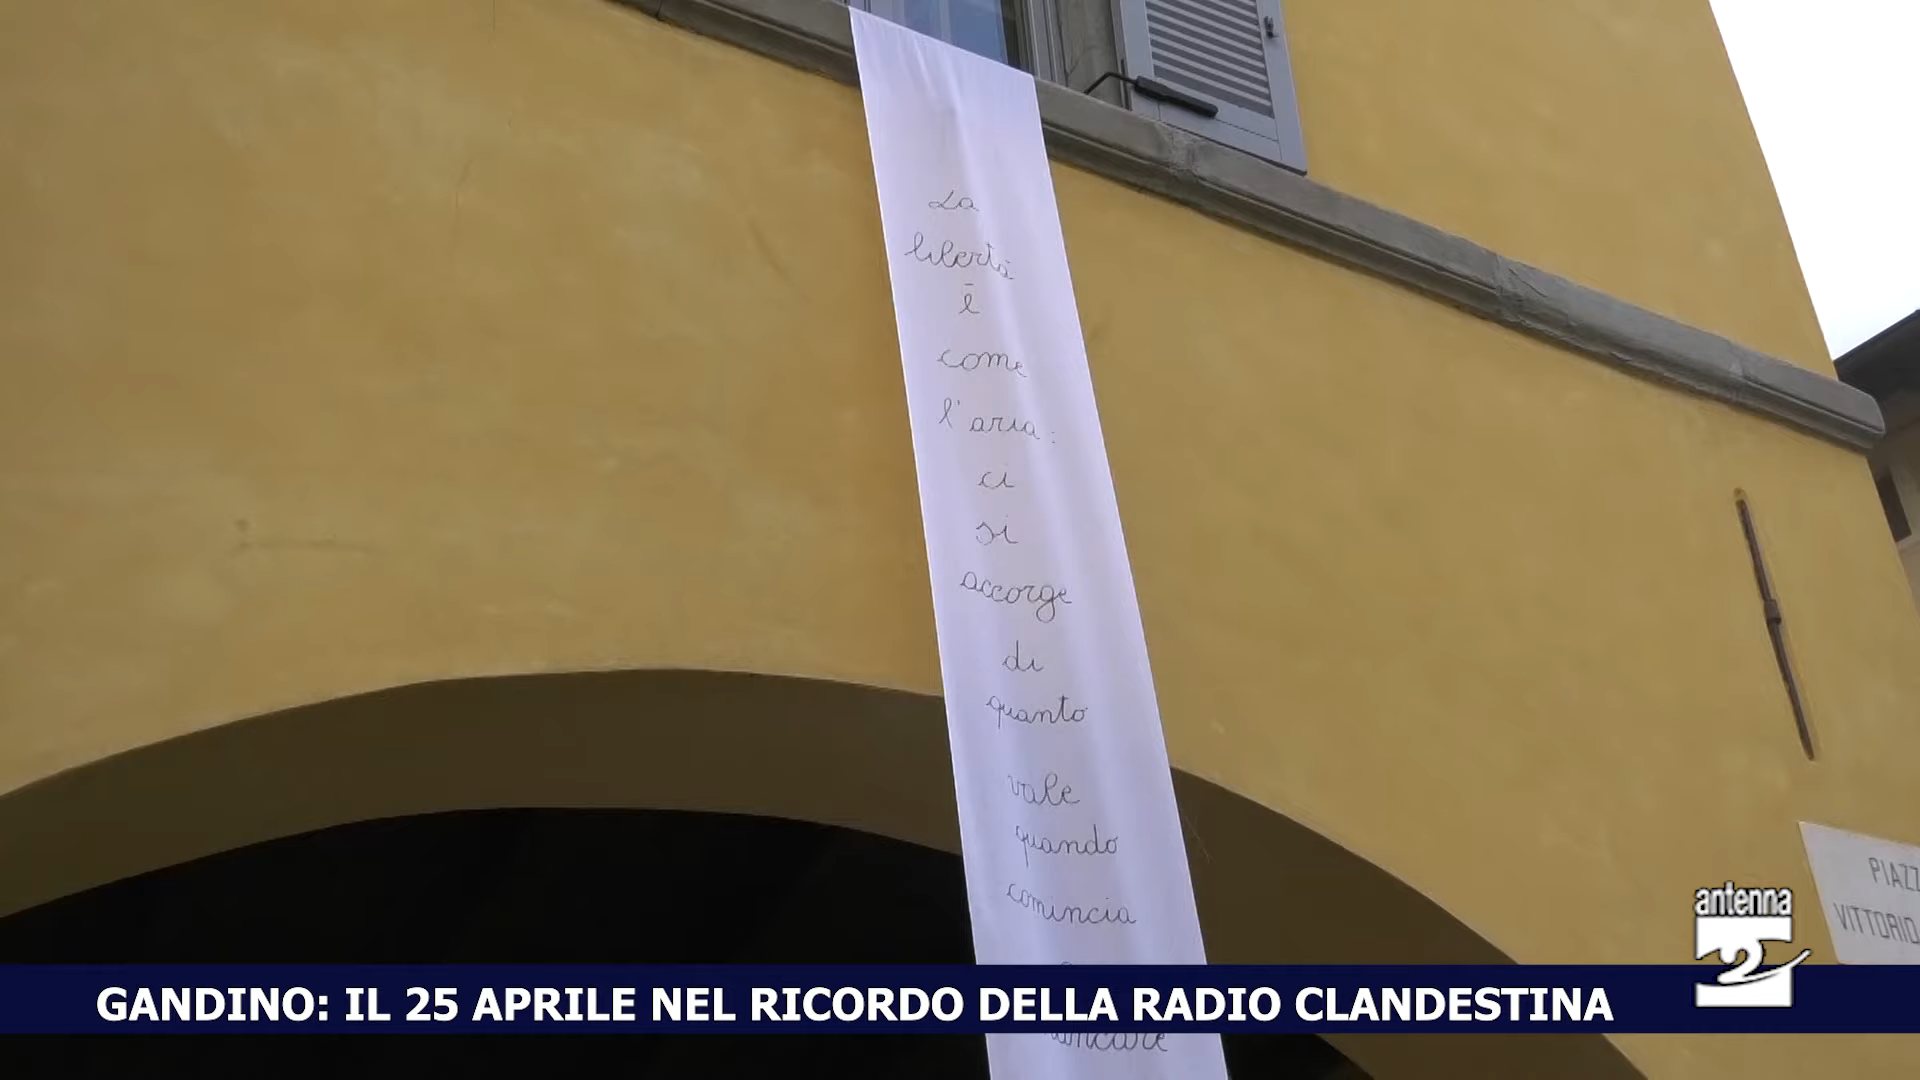 La
libertà
è
come
l'aria:
ci
si
accorge
di
quanto
vale
quando
comincia
PIAZZ
VITTORIO
antenna
2
GANDINO: IL 25 APRILE NEL RICORDO DELLA RADIO CLANDESTINA